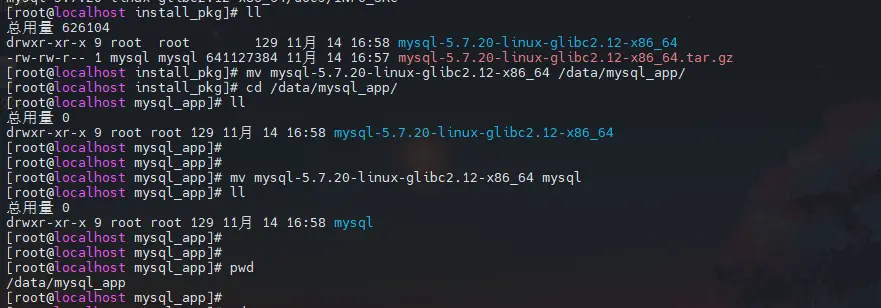 [root@localhost install_pkg]# ll
总用量 626104
drwxr-xr-x 9 root  root        129 11月 14 16:58 mysql-5.7.20-linux-glibc2.12-x86_64
-rw-rw-r-- 1 mysql mysql 641127384 11月 14 16:57 mysql-5.7.20-linux-glibc2.12-x86_64.tar.gz
[root@localhost install_pkg]# mv mysql-5.7.20-linux-glibc2.12-x86_64 /data/mysql_app/
[root@localhost install_pkg]# cd /data/mysql_app/
[root@localhost mysql_app]# ll
总用量 0
drwxr-xr-x 9 root root 129 11月 14 16:58 mysql-5.7.20-linux-glibc2.12-x86_64
[root@localhost mysql_app]#
[root@localhost mysql_app]#
[root@localhost mysql_app]# mv mysql-5.7.20-linux-glibc2.12-x86_64 mysql
[root@localhost mysql_app]# ll
总用量 0
drwxr-xr-x 9 root root 129 11月 14 16:58 mysql
[root@localhost mysql_app]#
[root@localhost mysql_app]#
[root@localhost mysql_app]# pwd
/data/mysql_app
[root@localhost mysql_app]#